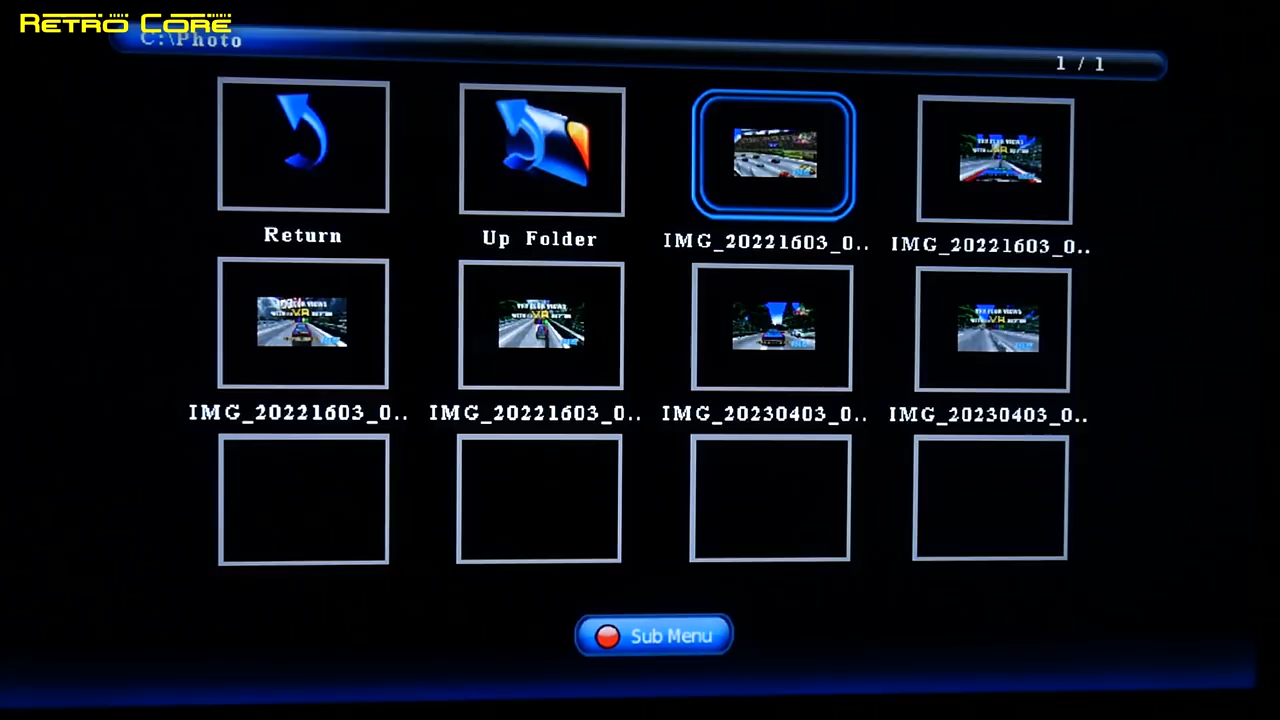 RETRO CORE
C:\Photo
1 / 1
Return
Up Folder
IMG_20221603_0..
IMG_20221603_0..
IMG_20221603_0..
IMG_20221603_0..
IMG_20230403_0..
IMG_20230403_0..
Sub Menu